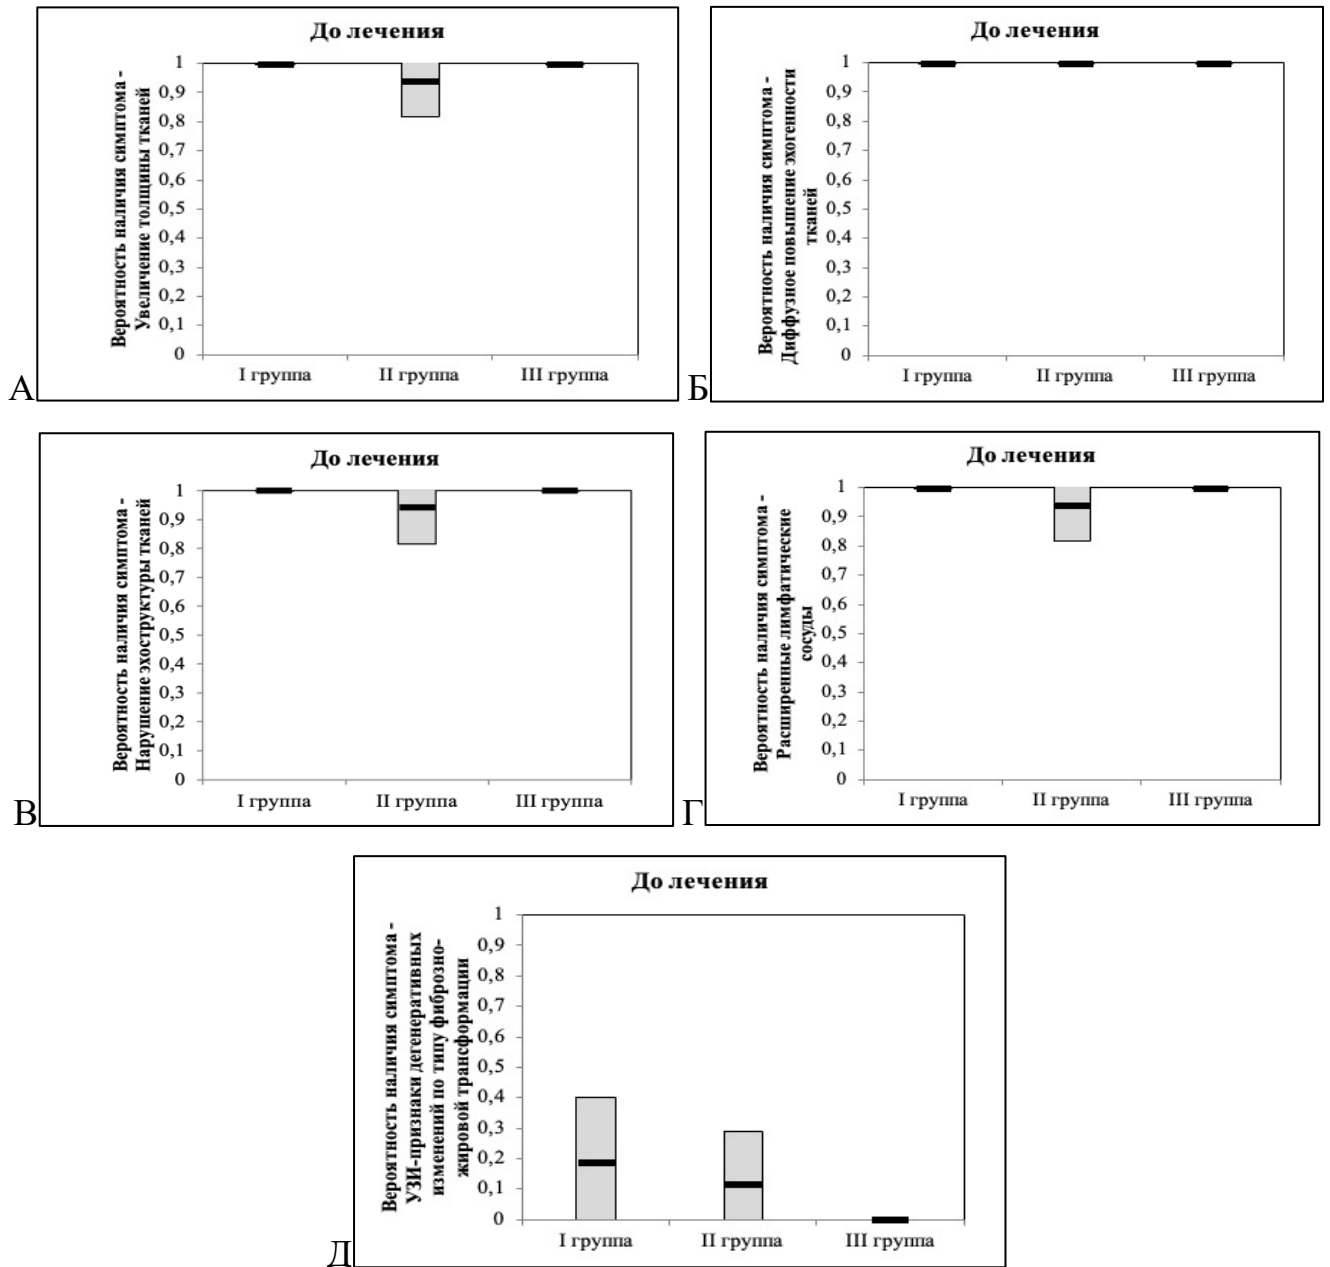 До лечения
Вероятность наличия симптома -
Увеличение толщины тканей
1
0,9
0,8
0,7
0,6
0,5
0,4
0,3
0,2
0,1
0
I группа II группа III группа
А
До лечения
Вероятность наличия симптома -
Диффузное повышение эхогенности
тканей
1
0,9
0,8
0,7
0,6
0,5
0,4
0,3
0,2
0,1
0
I группа II группа III группа
Б
До лечения
Вероятность наличия симптома -
Нарушение эхоструктуры тканей
1
0,9
0,8
0,7
0,6
0,5
0,4
0,3
0,2
0,1
0
I группа II группа III группа
В
До лечения
Вероятность наличия симптома -
Расширенные лимфатические
сосуды
1
0,9
0,8
0,7
0,6
0,5
0,4
0,3
0,2
0,1
0
I группа II группа III группа
Г
До лечения
Вероятность наличия симптома -
УЗИ-признаки дегенеративных
изменений по типу фиброзно-
жировой трансформации
1
0,9
0,8
0,7
0,6
0,5
0,4
0,3
0,2
0,1
0
I группа II группа III группа
Д